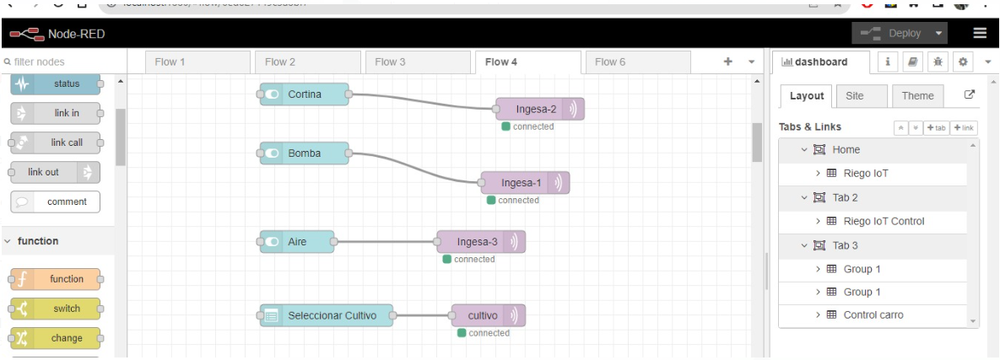 Node-RED
Deploy
filter nodes
status
link in
link call
link out
comment
function
function
switch
change
Flow 1
Flow 2
Flow 3
Flow 4
Flow 6
Cortina
Ingesa-2
connected
Bomba
Ingesa-1
connected
Aire
Ingesa-3
connected
Seleccionar Cultivo
cultivo
connected
dashboard
i
Layout
Site
Theme
Tabs & Links
+ tab
+ link
Home
Riego IoT
Tab 2
Riego IoT Control
Tab 3
Group 1
Group 1
Control carro